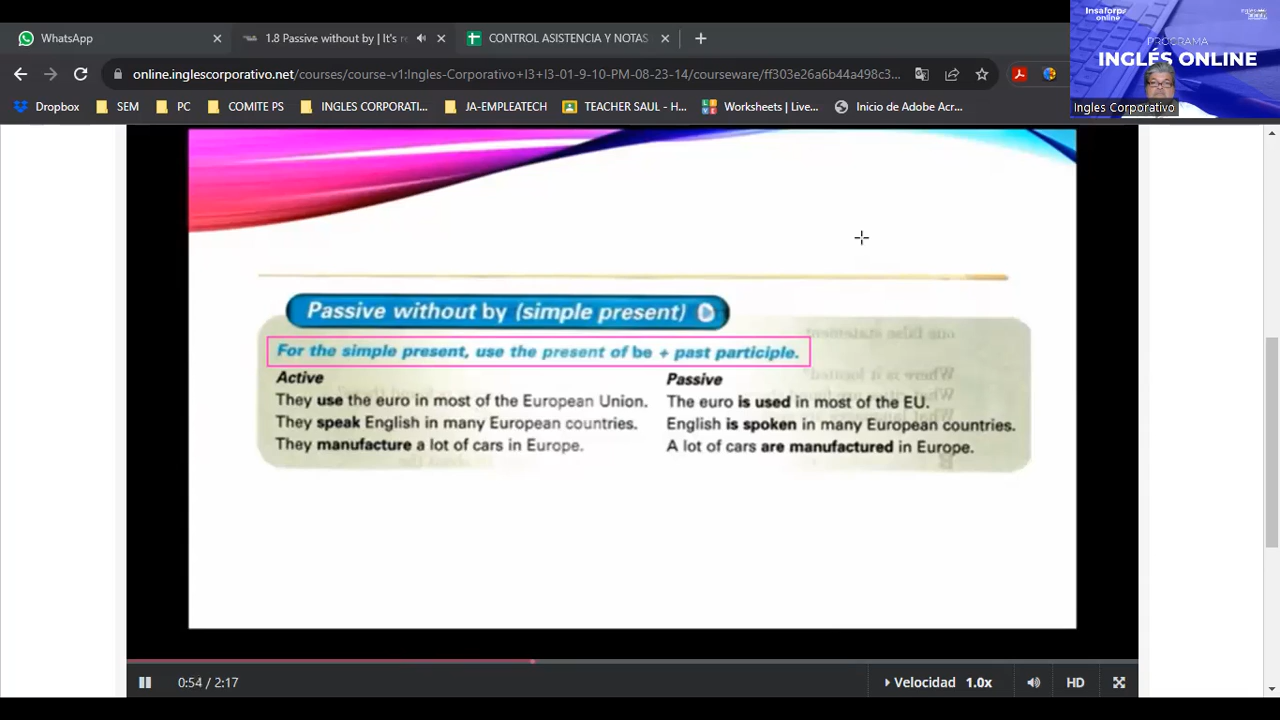 WhatsApp
1.8 Passive without by | It's r
CONTROL ASISTENCIA Y NOTAS
Insaforp
online
PROGRAMA
INGLÉS ONLINE
Ingles Corporativo
online.inglescorporativo.net/courses/course-v1:Ingles-Corporativo+I3+I3-01-9-10-PM-08-23-14/courseware/ff303e26a6b44a498c3...
Dropbox
SEM
PC
COMITE PS
INGLES CORPORATI...
JA-EMPLEATECH
TEACHER SAUL - H...
Worksheets | Live...
Inicio de Adobe Acr...
Passive without by (simple present)
For the simple present, use the present of be + past participle.
Active
They use the euro in most of the European Union.
They speak English in many European countries.
They manufacture a lot of cars in Europe.
Passive
The euro is used in most of the EU.
English is spoken in many European countries.
A lot of cars are manufactured in Europe.
0:54 / 2:17
Velocidad 1.0x
HD